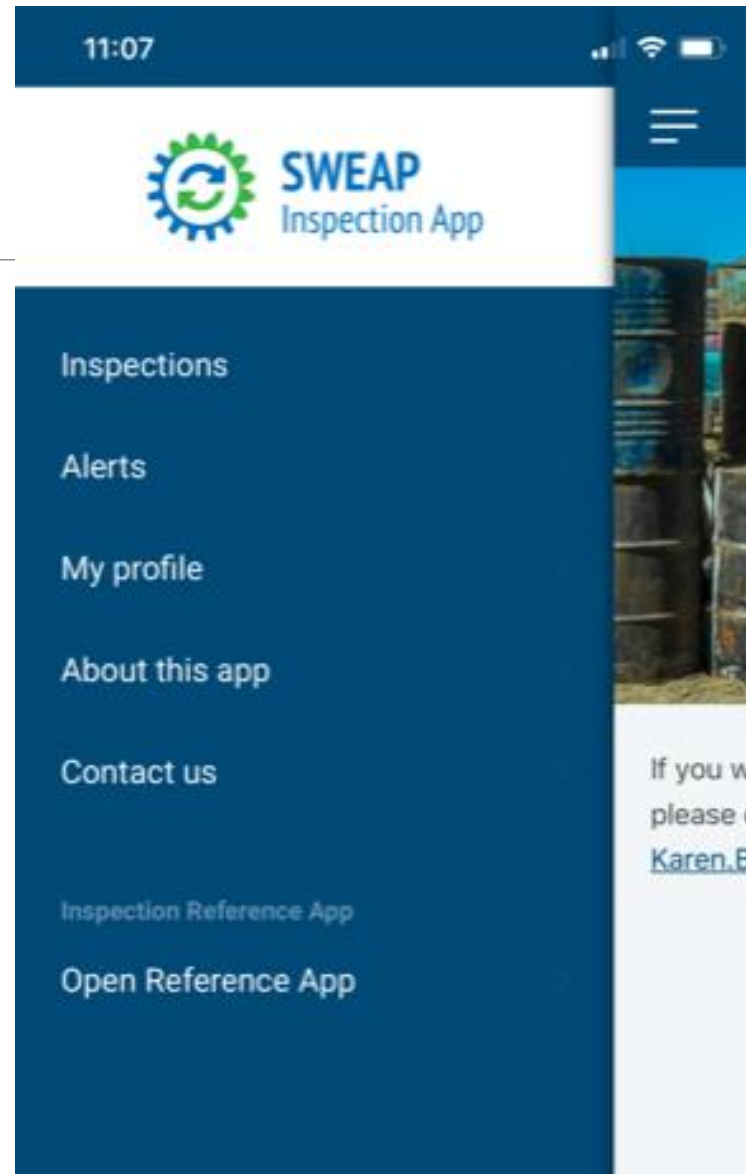 11:07
SWEAP
Inspection App
Inspections
Alerts
My profile
About this app
Contact us
Inspection Reference App
Open Reference App
If you
please
Karen.